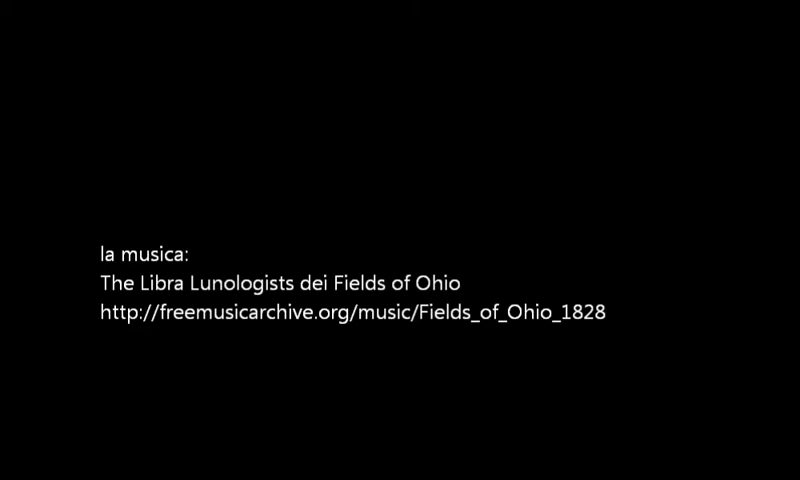 la musica:
The Libra Lunologists dei Fields of Ohio
http://freemusicarchive.org/music/Fields_of_Ohio_1828